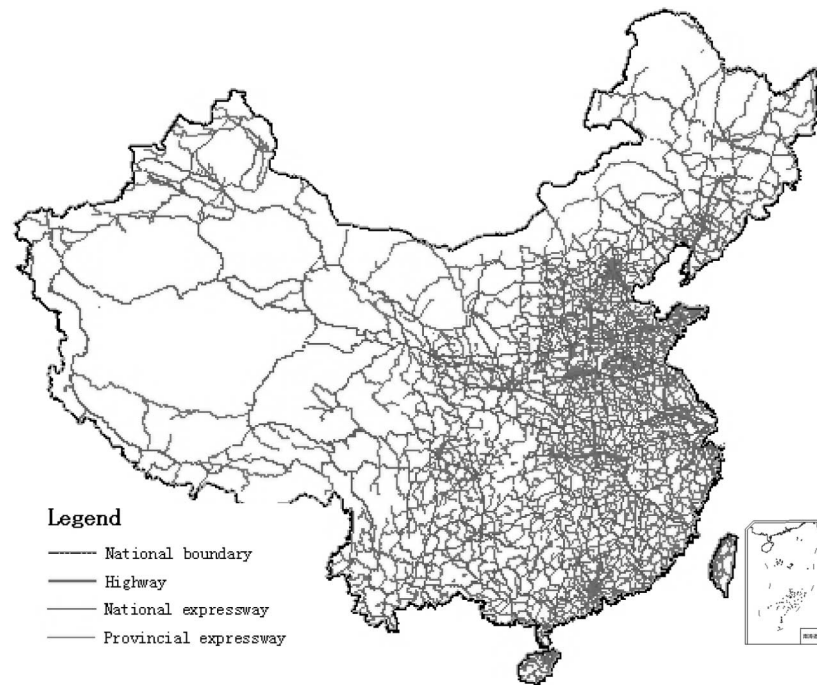 Legend
National boundary
Highway
National expressway
Provincial expressway